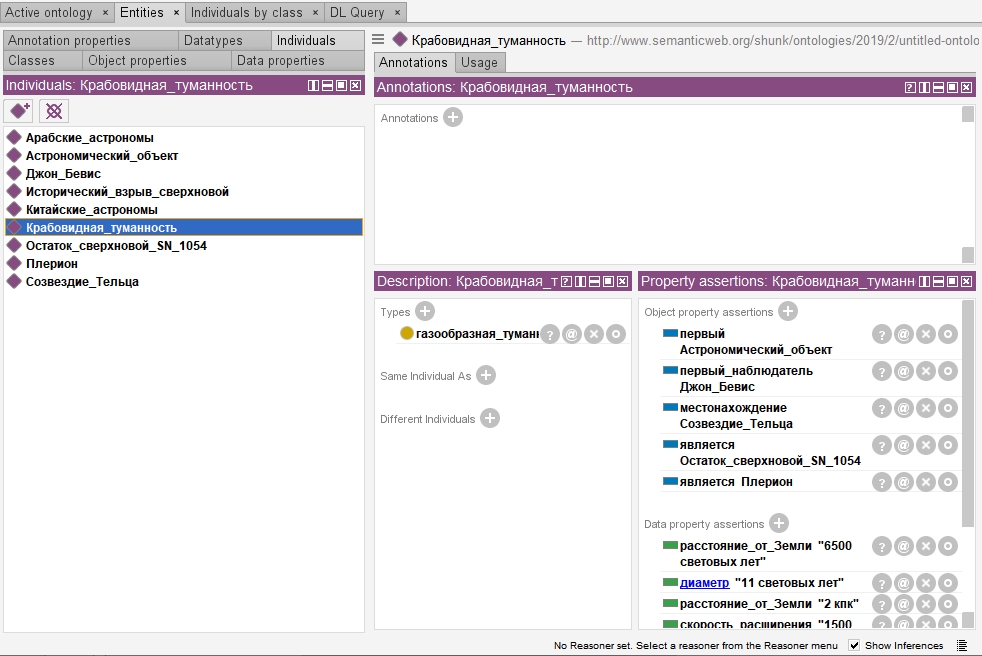 Active ontology × Entities × Individuals by class × DL Query ×
Annotation properties Datatypes Individuals
Classes Object properties Data properties
Individuals: Крабовидная_туманность
Арабские_астрономы
Астрономический_объект
Джон_Бевис
Исторический_взрыв_сверхновой
Китайские_астрономы
Крабовидная_туманность
Остаток_сверхновой_SN_1054
Плерион
Созвездие_Тельца
Крабовидная_туманность — http://www.semanticweb.org/shunk/ontologies/2019/2/untitled-ontolo
Annotations Usage
Annotations: Крабовидная_туманность
Annotations
Description: Крабовидная_т
Types
газообразная_туманн
Same Individual As
Different Individuals
Property assertions: Крабовидная_туманн
Object property assertions
первый
Астрономический_объект
первый_наблюдатель
Джон_Бевис
местонахождение
Созвездие_Тельца
является
Остаток_сверхновой_SN_1054
является Плерион
Data property assertions
расстояние_от_Земли "6500
световых лет"
диаметр "11 световых лет"
расстояние_от_Земли "2 кпк"
скорость_расширения "1500
No Reasoner set. Select a reasoner from the Reasoner menu Show Inferences